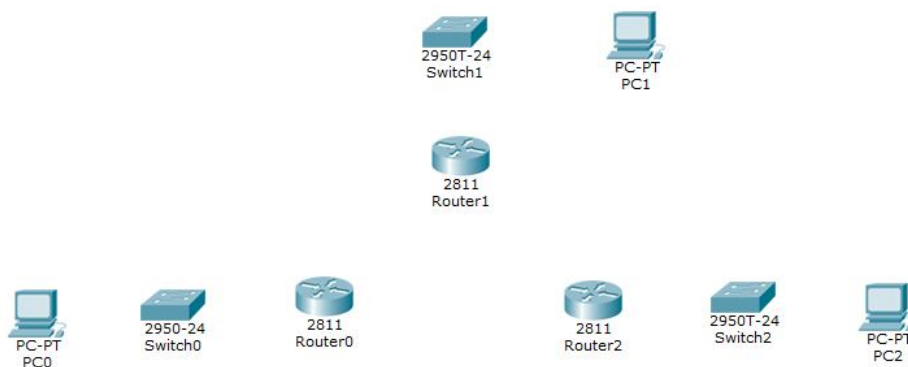 2950T-24
Switch1
PC-PT
PC1
2811
Router1
PC-PT
PC0
2950-24
Switch0
2811
Router0
2811
Router2
2950T-24
Switch2
PC-PT
PC2